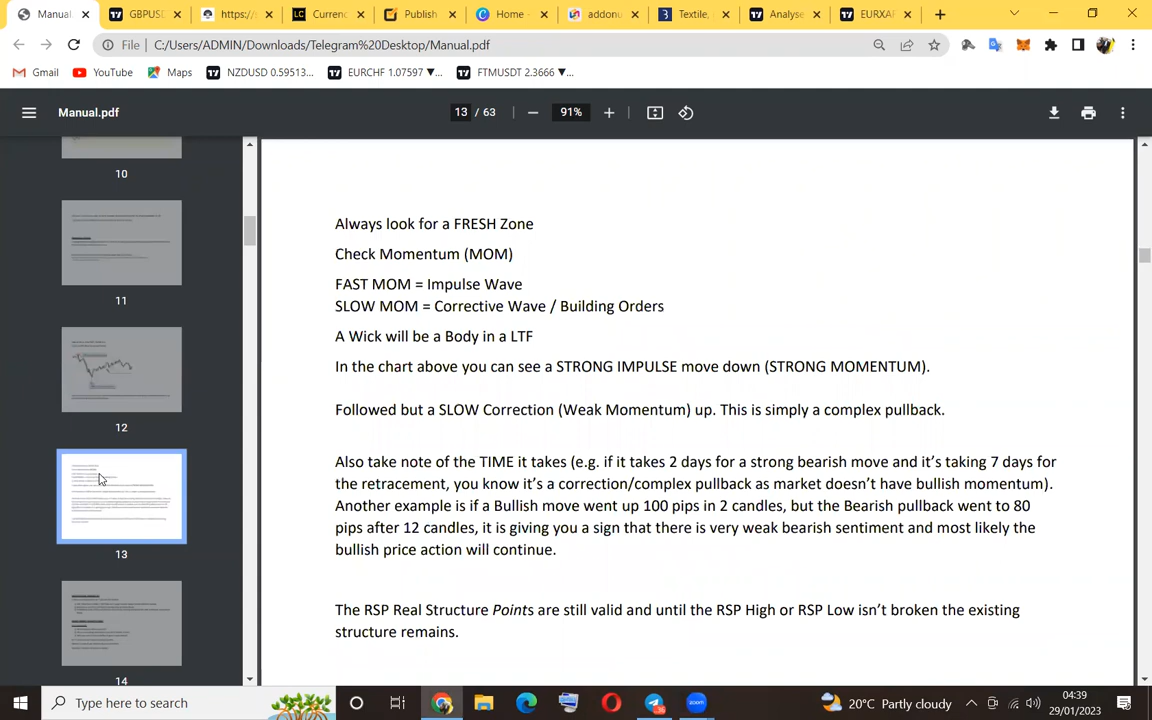 Manual.
GBPUSD
https://s
Currenc
Publish
Home -
addonu
Textile,
Analyse
EURXAF
File
C:/Users/ADMIN/Downloads/Telegram%20Desktop/Manual.pdf
Gmail
YouTube
Maps
NZDUSD 0.59513...
EURCHF 1.07597 ▼...
FTMUSDT 2.3666 ▼...
Manual.pdf
13 / 63
91%
10
11
12
13
14
Always look for a FRESH Zone
Check Momentum (MOM)
FAST MOM = Impulse Wave
SLOW MOM = Corrective Wave / Building Orders
A Wick will be a Body in a LTF
In the chart above you can see a STRONG IMPULSE move down (STRONG MOMENTUM).
Followed but a SLOW Correction (Weak Momentum) up. This is simply a complex pullback.
Also take note of the TIME it takes (e.g. if it takes 2 days for a strong bearish move and it's taking 7 days for
the retracement, you know it's a correction/complex pullback as market doesn't have bullish momentum).
Another example is if a Bullish move went up 100 pips in 2 candles, but the Bearish pullback went to 80
pips after 12 candles, it is giving you a sign that there is very weak bearish sentiment and most likely the
bullish price action will continue.
The RSP Real Structure Points are still valid and until the RSP High or RSP Low isn't broken the existing
structure remains.
Type here to search
20°C Partly cloudy
04:39
29/01/2023